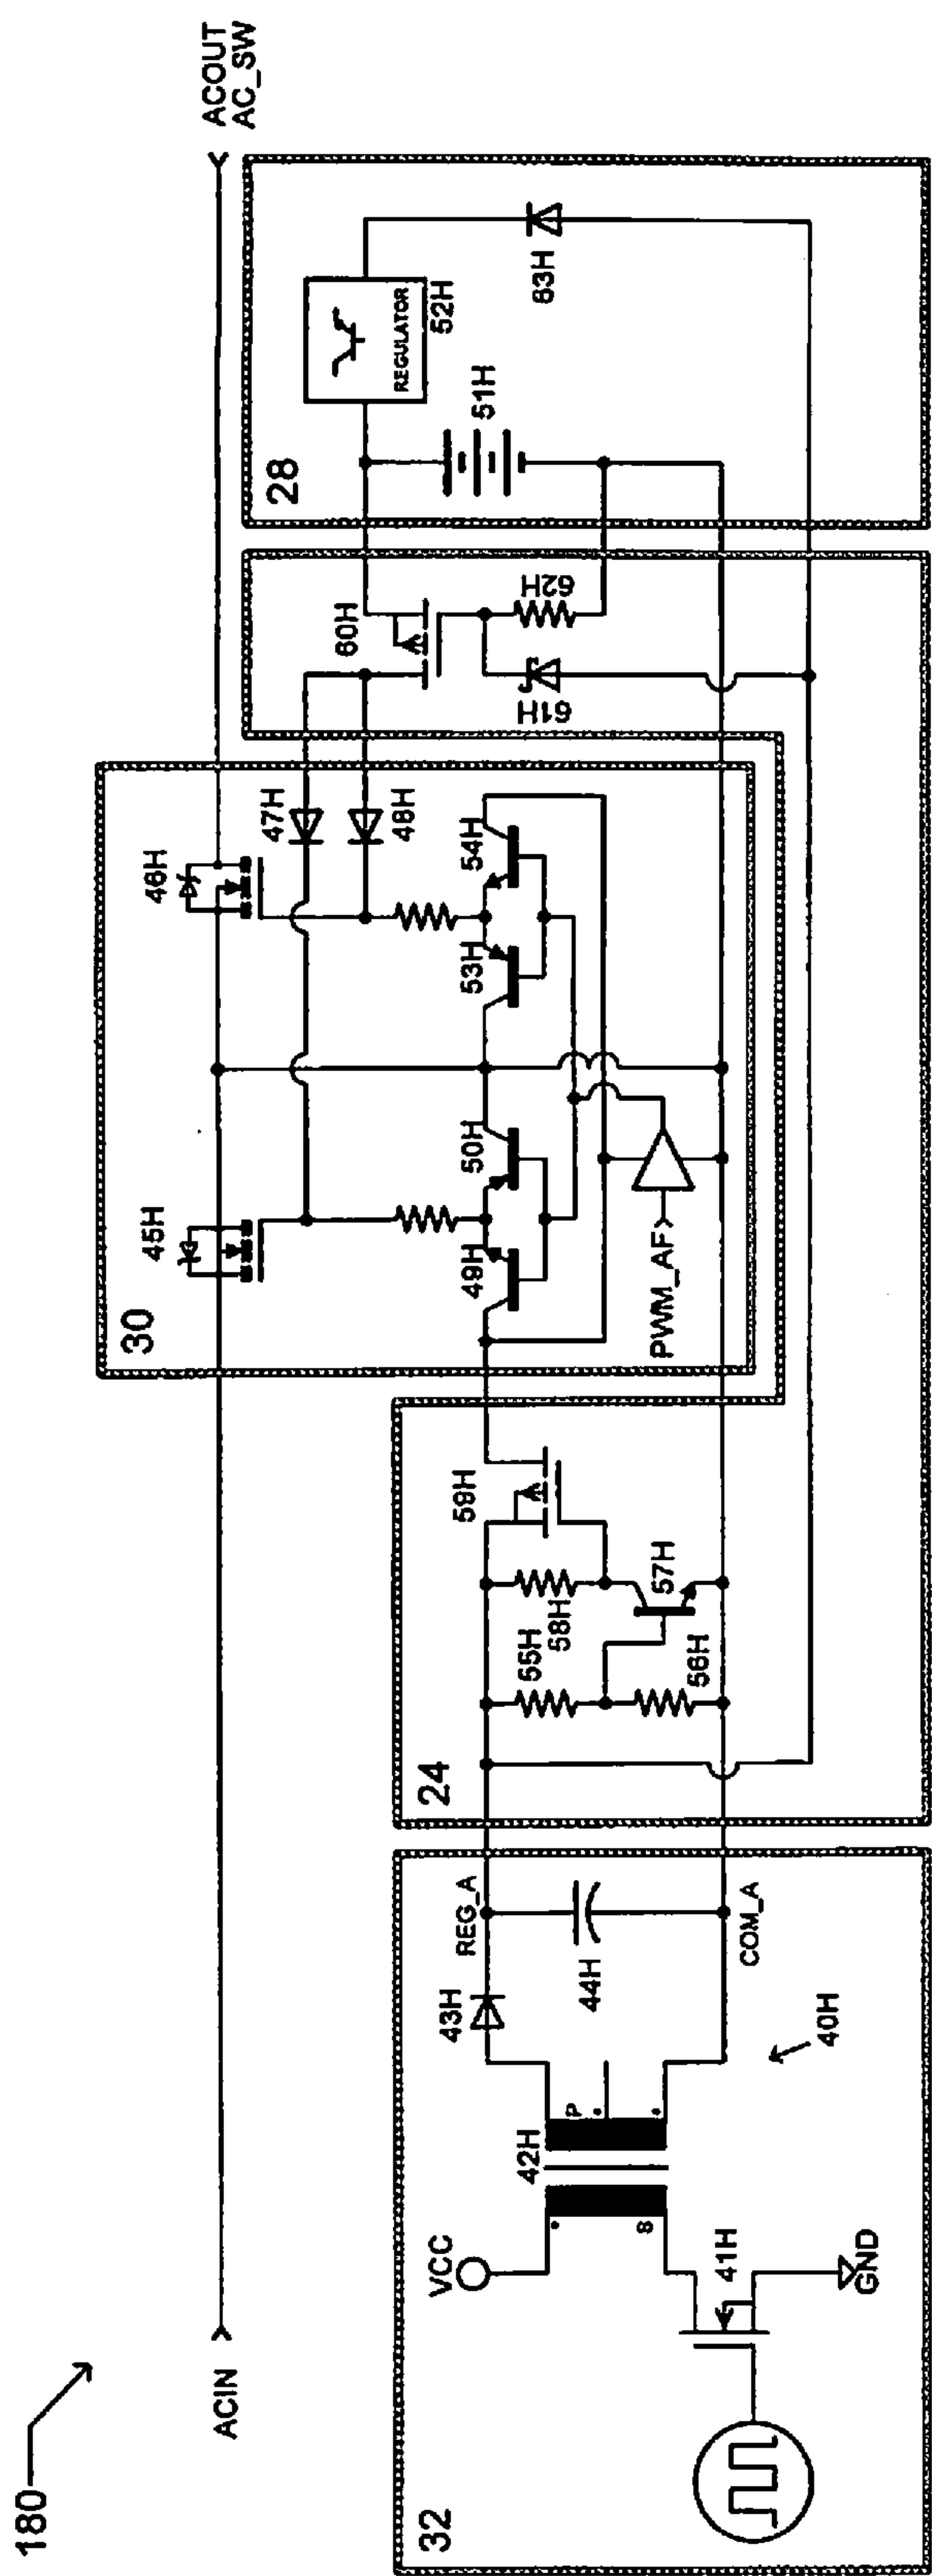 180
ACIN
ACOUT
AC_SW
30
45H
46H
47H
48H
49H
50H
53H
54H
PWM_AF>
28
REGULATOR
52H
51H
63H
60H
61H
62H
24
59H
58H
55H
57H
56H
32
VCC
42H
P
S
41H
GND
43H
REG_A
44H
COM_A
40H